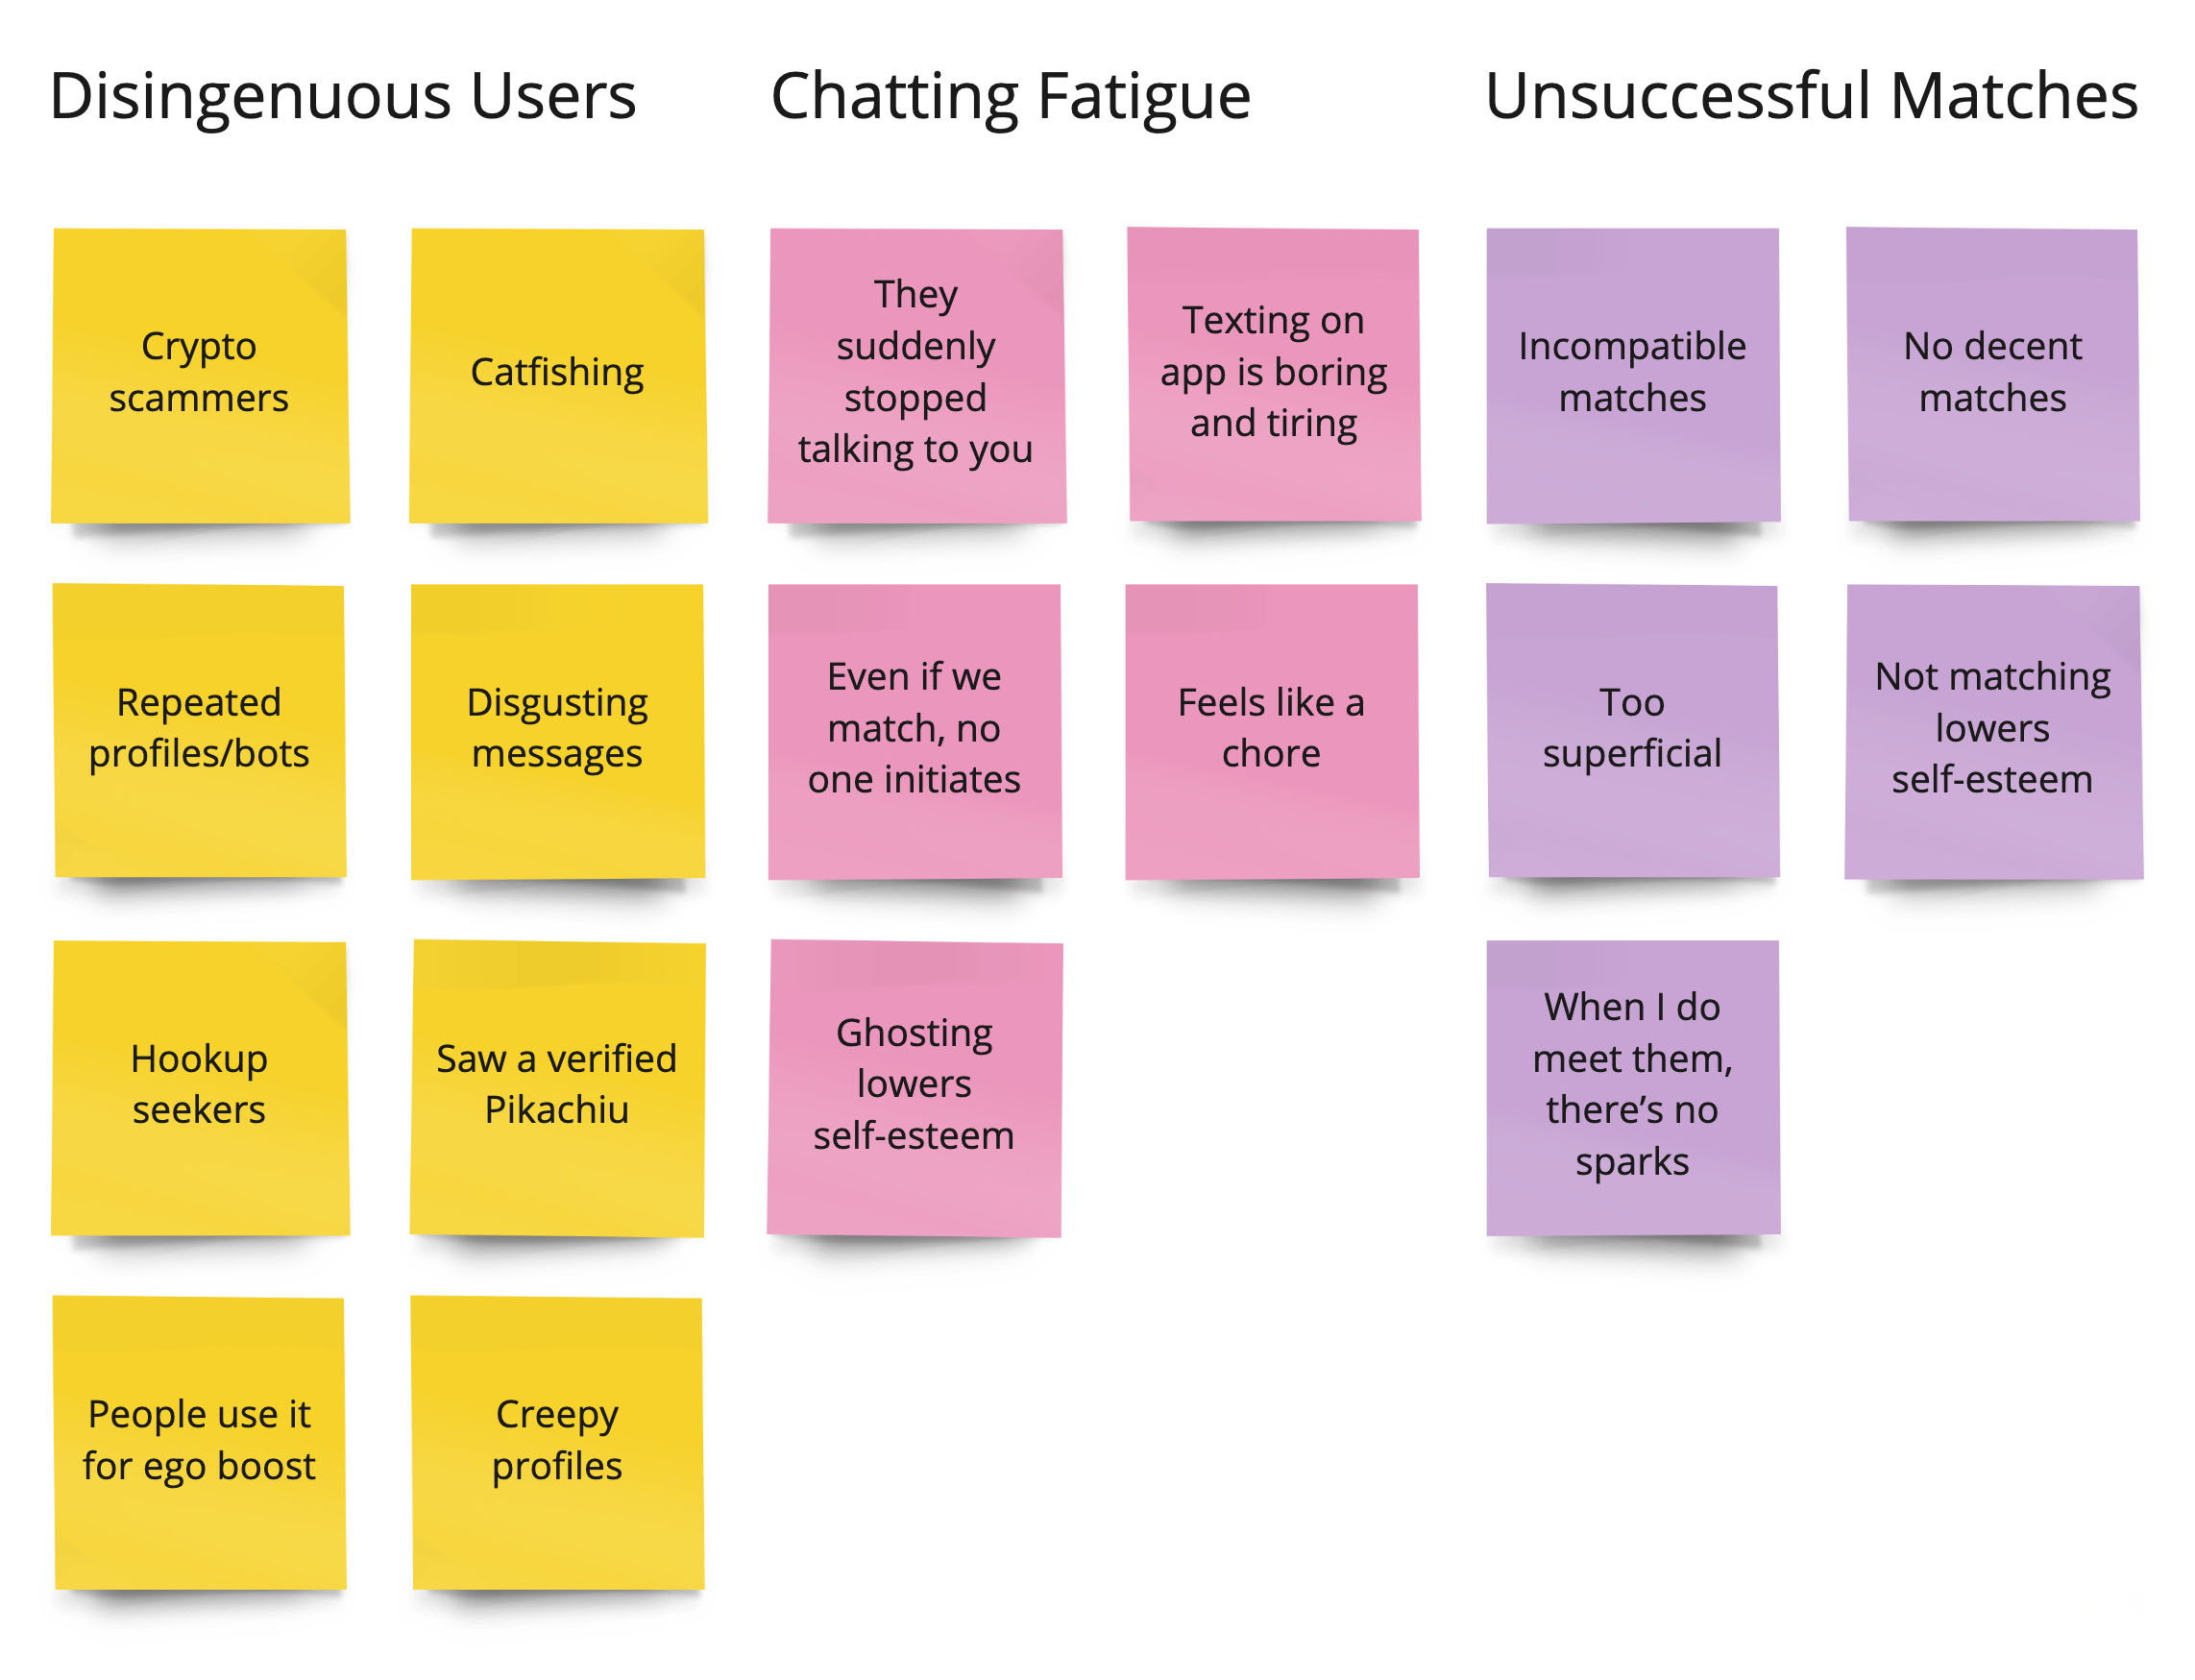 Disingenuous Users
Chatting Fatigue
Unsuccessful Matches
Crypto
scammers
Catfishing
They
suddenly
stopped
talking to you
Texting on
app is boring
and tiring
Incompatible
matches
No decent
matches
Repeated
profiles/bots
Disgusting
messages
Even if we
match, no
one initiates
Feels like a
chore
Too
superficial
Not matching
lowers
self-esteem
Hookup
seekers
Saw a verified
Pikachiu
Ghosting
lowers
self-esteem
When I do
meet them,
there’s no
sparks
People use it
for ego boost
Creepy
profiles